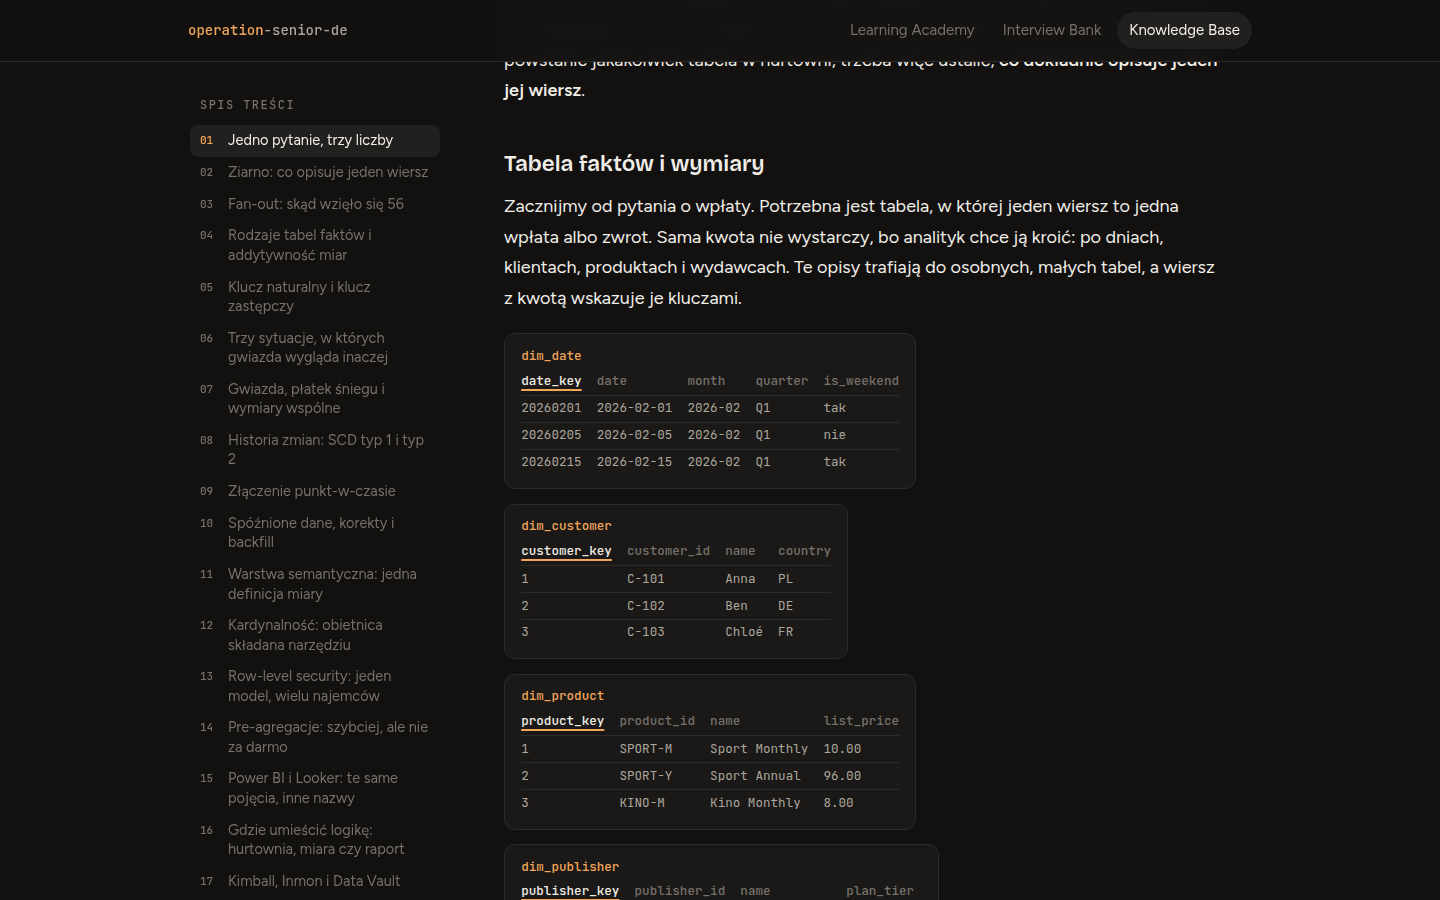 operation-senior-de
Learning Academy
Interview Bank
Knowledge Base
powstanie jakakolwiek tabela w hurtowni, trzeba więc ustalić, co dokładnie opisuje jeden
jej wiersz.
SPIS TREŚCI
01 Jedno pytanie, trzy liczby
02 Ziarno: co opisuje jeden wiersz
03 Fan-out: skąd wzięło się 56
04 Rodzaje tabel faktów i
addytywność miar
05 Klucz naturalny i klucz
zastępczy
06 Trzy sytuacje, w których
gwiazda wygląda inaczej
07 Gwiazda, płatek śniegu i
wymiary wspólne
08 Historia zmian: SCD typ 1 i typ
2
09 Złączenie punkt-w-czasie
10 Spóźnione dane, korekty i
backfill
11 Warstwa semantyczna: jedna
definicja miary
12 Kardynalność: obietnica
składana narzędziu
13 Row-level security: jeden
model, wielu najemców
14 Pre-agregacje: szybciej, ale nie
za darmo
15 Power BI i Looker: te same
pojęcia, inne nazwy
16 Gdzie umieścić logikę:
hurtownia, miara czy raport
17 Kimball, Inmon i Data Vault
Tabela faktów i wymiary
Zacznijmy od pytania o wpłaty. Potrzebna jest tabela, w której jeden wiersz to jedna
wpłata albo zwrot. Sama kwota nie wystarczy, bo analityk chce ją kroić: po dniach,
klientach, produktach i wydawcach. Te opisy trafiają do osobnych, małych tabel, a wiersz
z kwotą wskazuje je kluczami.
dim_date
date_key date month quarter is_weekend
20260201 2026-02-01 2026-02 Q1 tak
20260205 2026-02-05 2026-02 Q1 nie
20260215 2026-02-15 2026-02 Q1 tak
dim_customer
customer_key customer_id name country
1 C-101 Anna PL
2 C-102 Ben DE
3 C-103 Chloé FR
dim_product
product_key product_id name list_price
1 SPORT-M Sport Monthly 10.00
2 SPORT-Y Sport Annual 96.00
3 KINO-M Kino Monthly 8.00
dim_publisher
publisher_key publisher_id name plan_tier